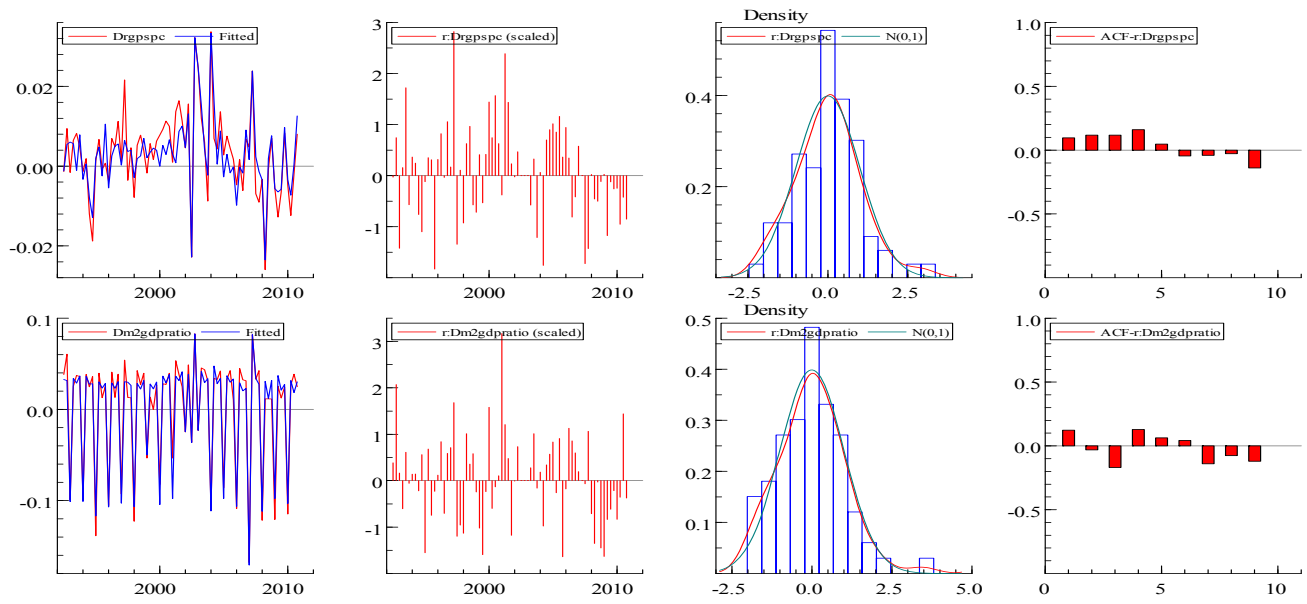 Drgpspc Fitted
0.02
0.00
-0.02
2000 2010
r:Drgpspc (scaled)
3
2
1
0
-1
2000 2010
Density
r:Drgpspc N(0,1)
0.4
0.2
-2.5 0.0 2.5
ACF-r:Drgpspc
1.0
0.5
0.0
-0.5
0 5 10
Dm2gdpratio Fitted
0.1
0.0
-0.1
2000 2010
r:Dm2gdpratio (scaled)
3
2
1
0
-1
2000 2010
Density
r:Dm2gdpratio N(0,1)
0.5
0.4
0.3
0.2
0.1
-2.5 0.0 2.5 5.0
ACF-r:Dm2gdpratio
1.0
0.5
0.0
-0.5
0 5 10